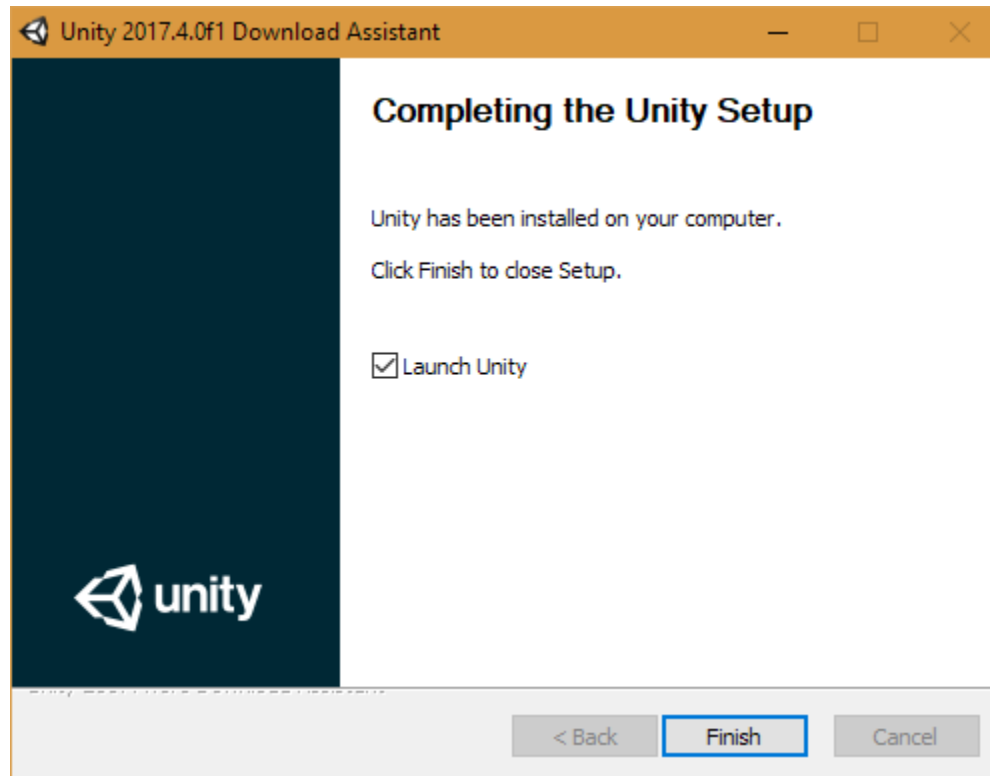 Unity 2017.4.0f1 Download Assistant
Completing the Unity Setup
Unity has been installed on your computer.
Click Finish to close Setup.
Launch Unity
unity
< Back
Finish
Cancel